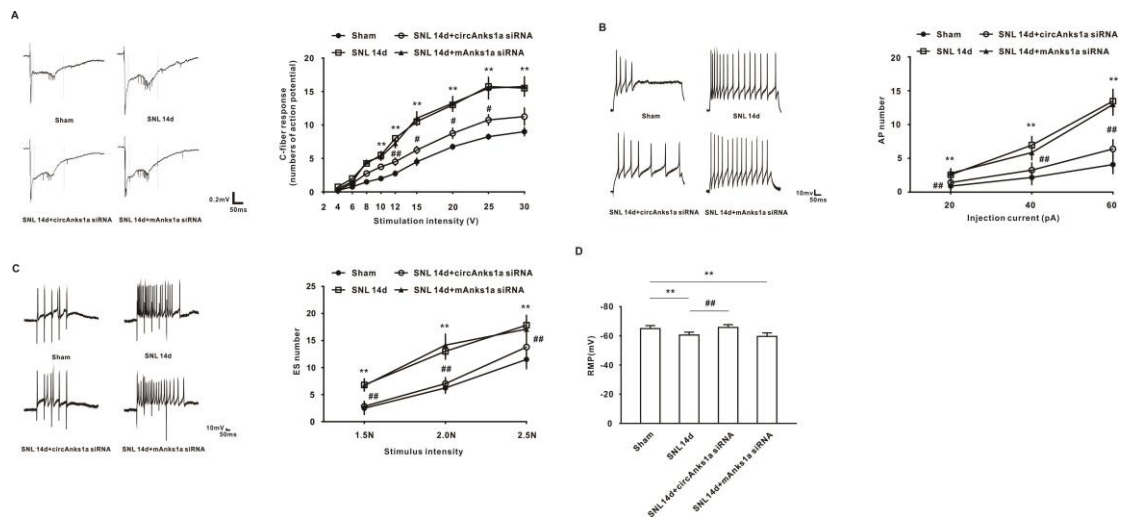 A
Sham
SNL 14d
SNL 14d+circAnks1a siRNA
SNL 14d+mAnks1a siRNA
0.2mV
50ms
Sham
SNL 14d+circAnks1a siRNA
SNL 14d
SNL 14d+mAnks1a siRNA
C-fiber response
(numbers of action potential)
20
15
10
5
0
** ** ** ** ** **
## # # #
2 4 6 8 10 12 15 20 25 30
Stimulation intensity (V)
B
Sham
SNL 14d
SNL 14d+circAnks1a siRNA
SNL 14d+mAnks1a siRNA
10mV
50ms
Sham
SNL 14d+circAnks1a siRNA
SNL 14d
SNL 14d+mAnks1a siRNA
AP number
20
15
10
5
0
** ** **
## ## ##
20 40 60
Injection current (pA)
C
Sham
SNL 14d
SNL 14d+circAnks1a siRNA
SNL 14d+mAnks1a siRNA
10mV
50ms
Sham
SNL 14d+circAnks1a siRNA
SNL 14d
SNL 14d+mAnks1a siRNA
ES number
25
20
15
10
5
0
** ** **
## ## ##
1.5N 2.0N 2.5N
Stimulus intensity
D
**
** ##
RMP(mV)
-80
-60
-40
-20
0
Sham
SNL14d
SNL14d+circAnks1a siRNA
SNL14d+mAnks1a siRNA